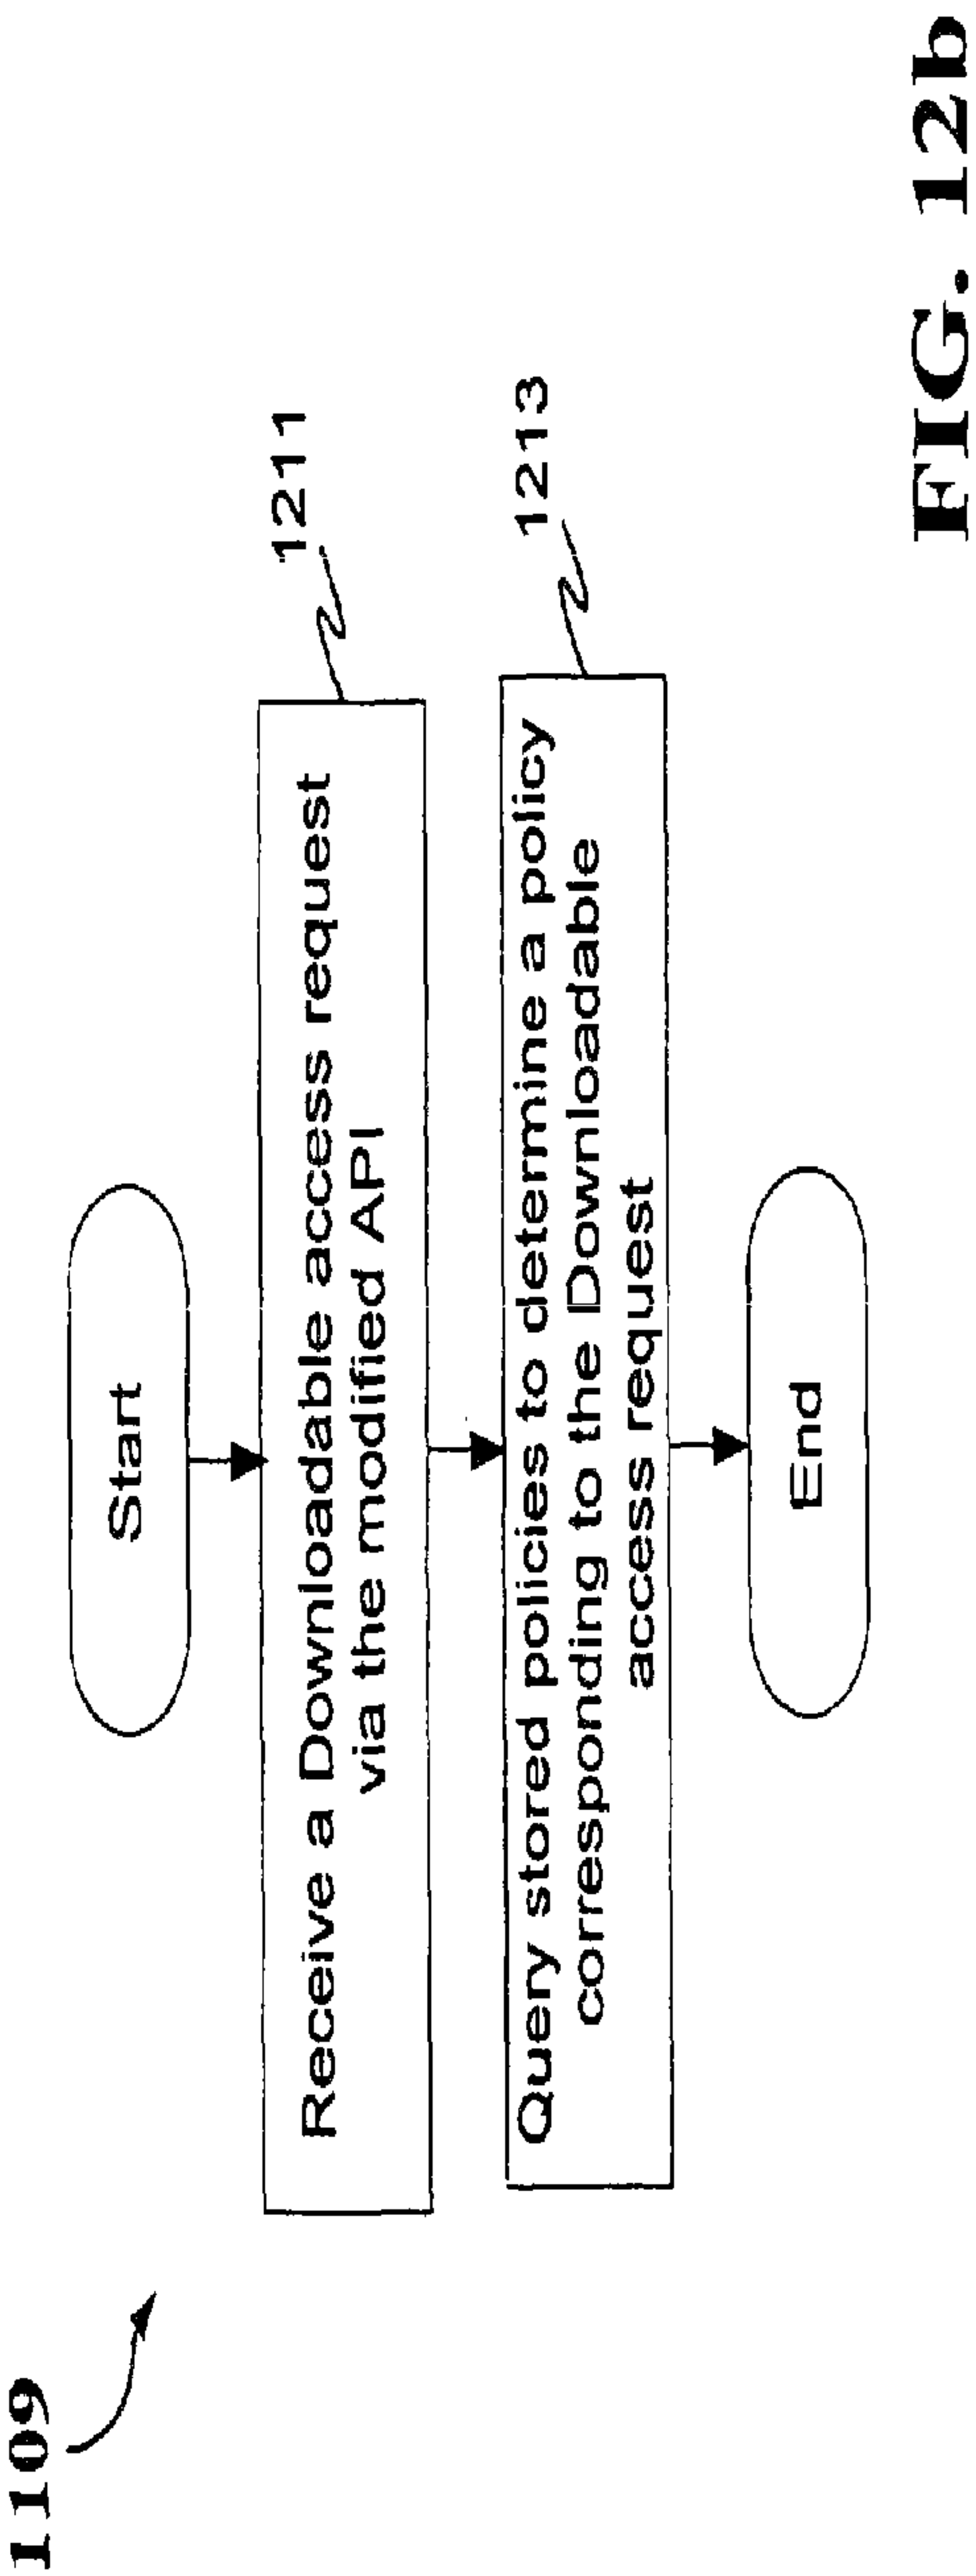 1109
Start
Receive a Downloadable access request
via the modified API
1211
Query stored policies to determine a policy
corresponding to the Downloadable
access request
1213
End
FIG. 12b